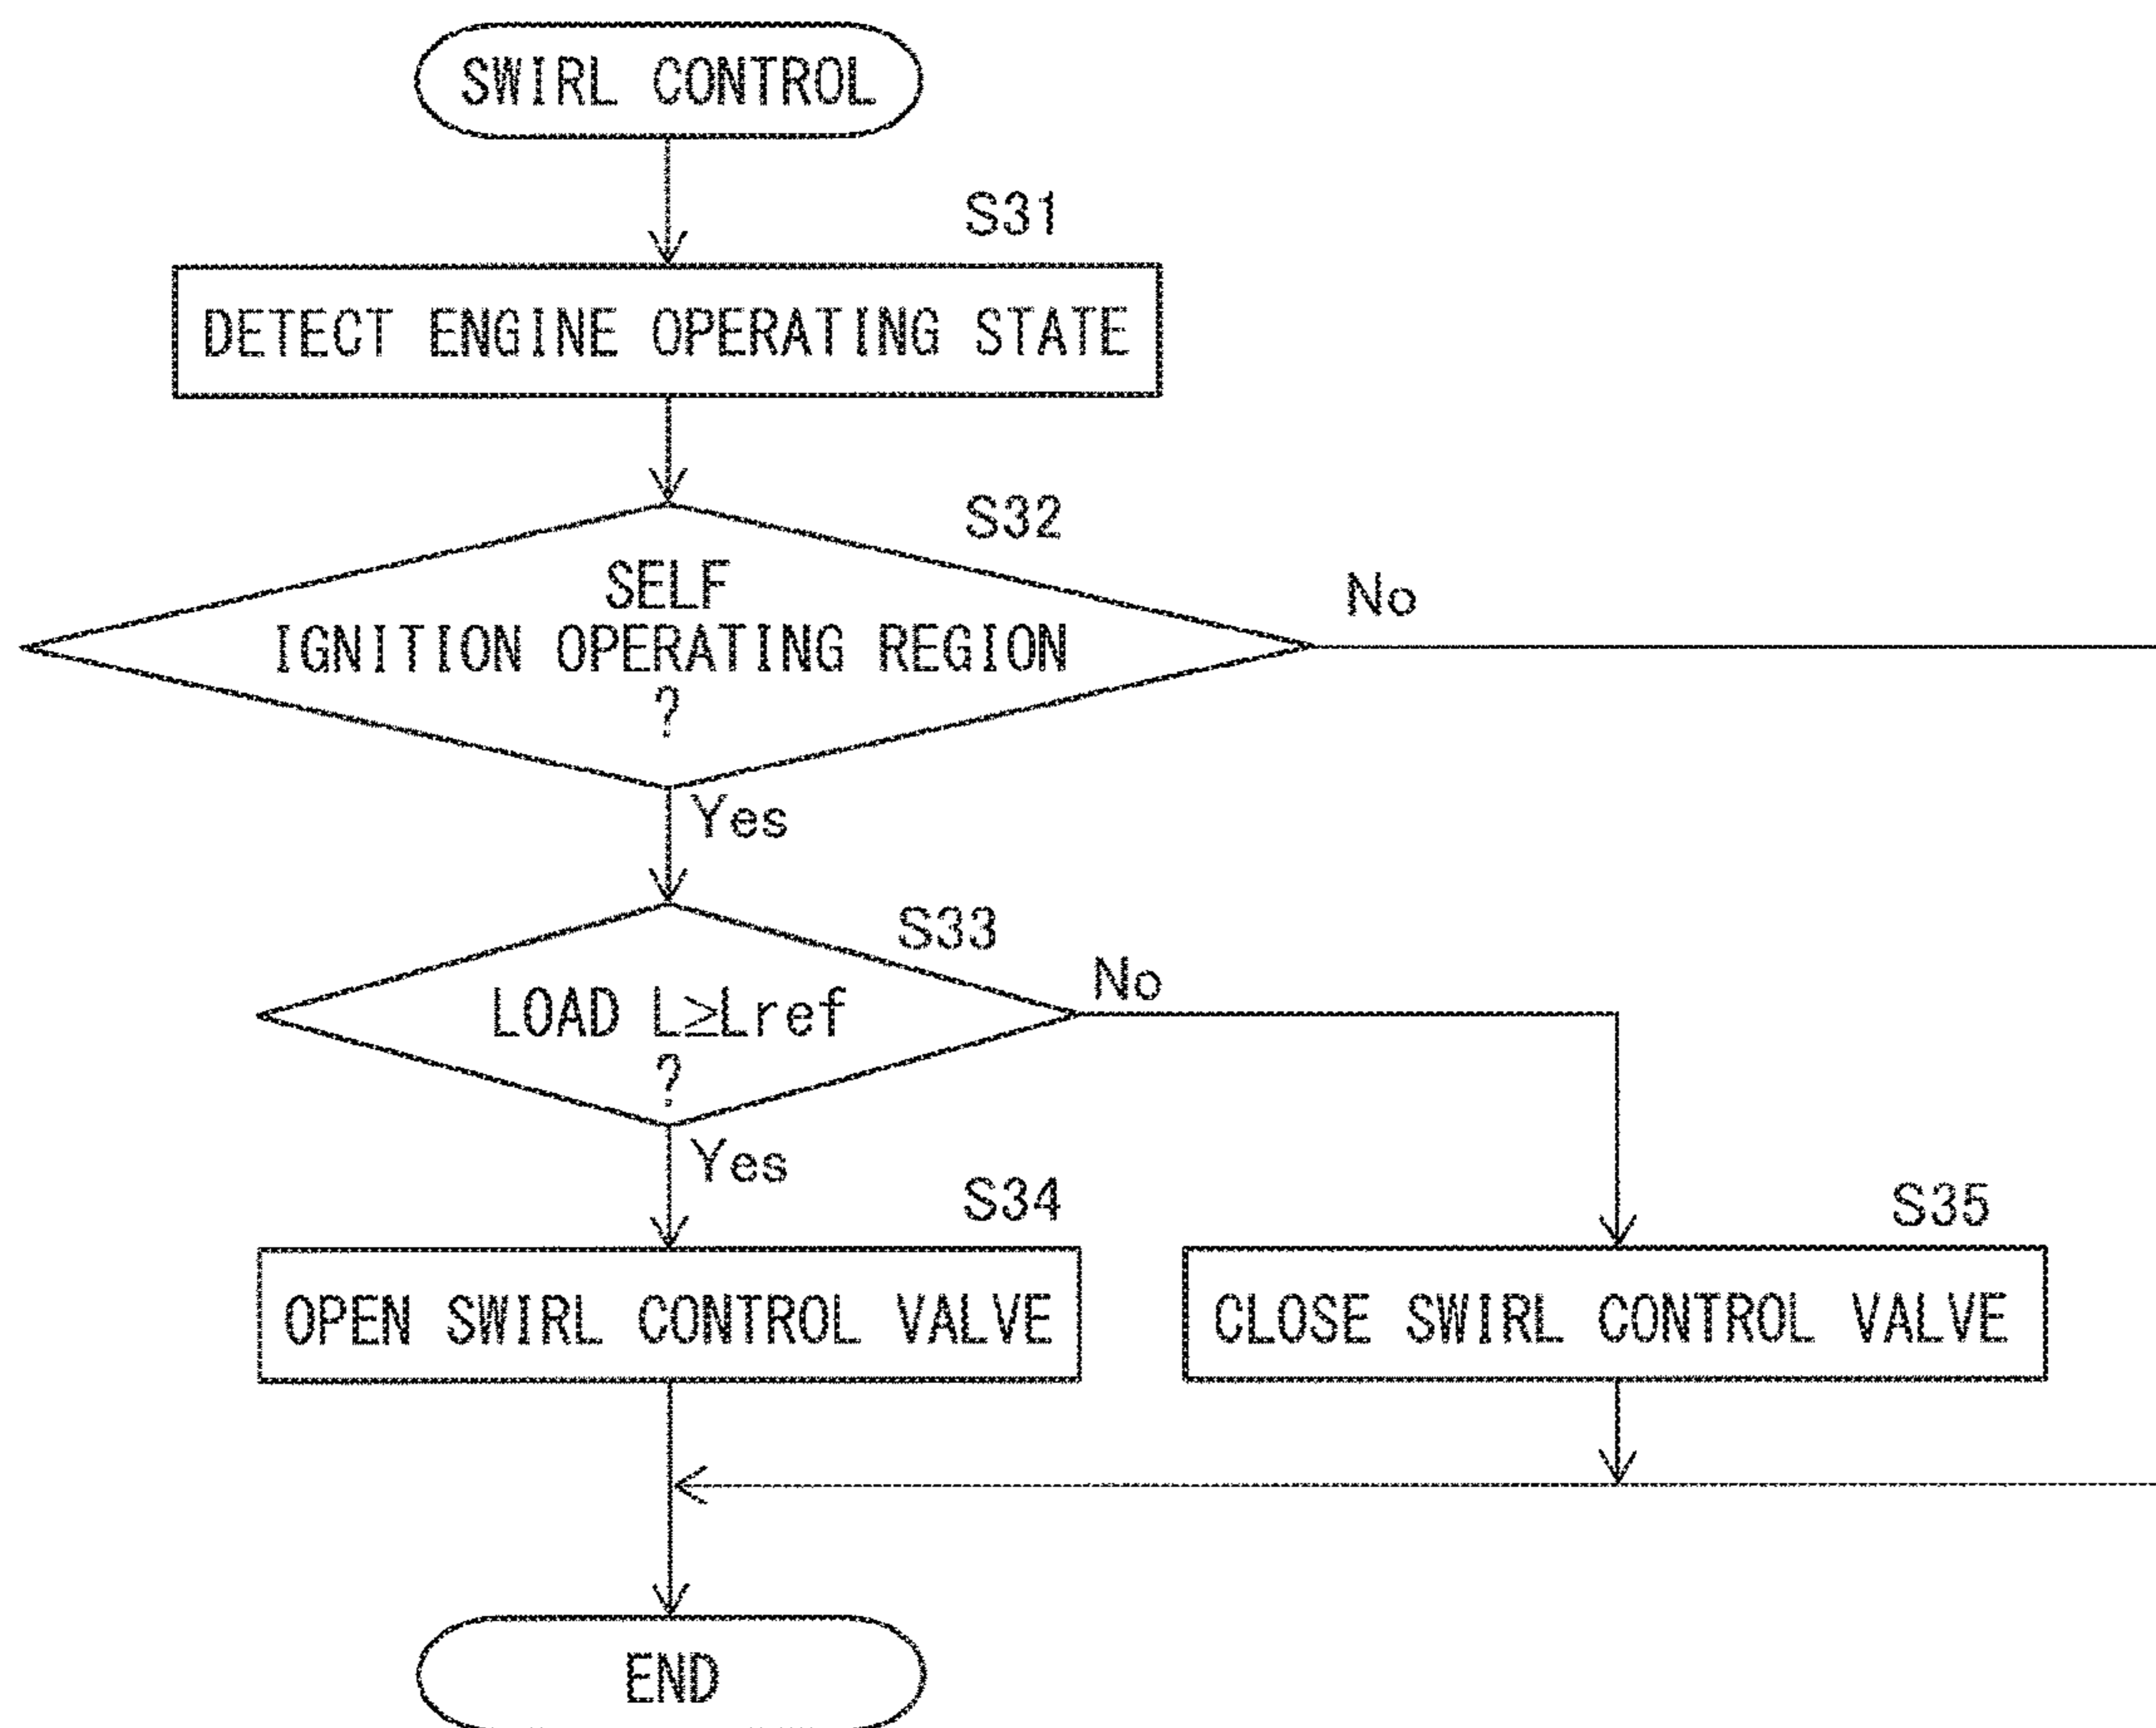 SWIRL CONTROL
S31
DETECT ENGINE OPERATING STATE
S32
SELF
IGNITION OPERATING REGION
?
No
Yes
S33
LOAD L≥Lref
?
No
Yes
S34
OPEN SWIRL CONTROL VALVE
S35
CLOSE SWIRL CONTROL VALVE
END